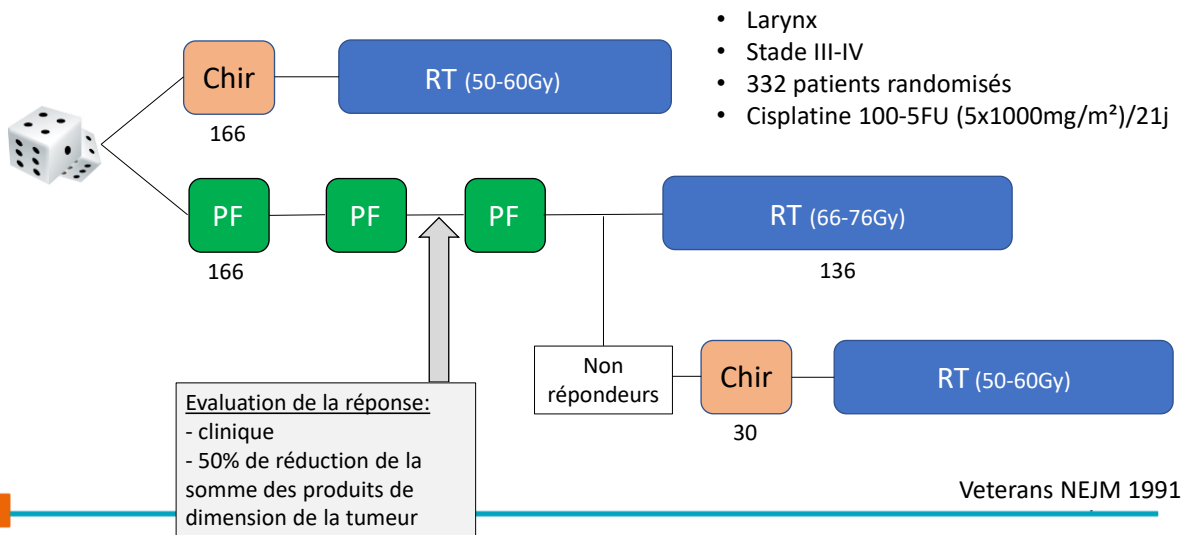 • Larynx
• Stade III-IV
• 332 patients randomisés
• Cisplatine 100-5FU (5x1000mg/m²)/21j
Chir
RT (50-60Gy)
166
PF
PF
PF
RT (66-76Gy)
166
136
Non
répondeurs
Chir
RT (50-60Gy)
30
Evaluation de la réponse:
- clinique
- 50% de réduction de la
somme des produits de
dimension de la tumeur
Veterans NEJM 1991